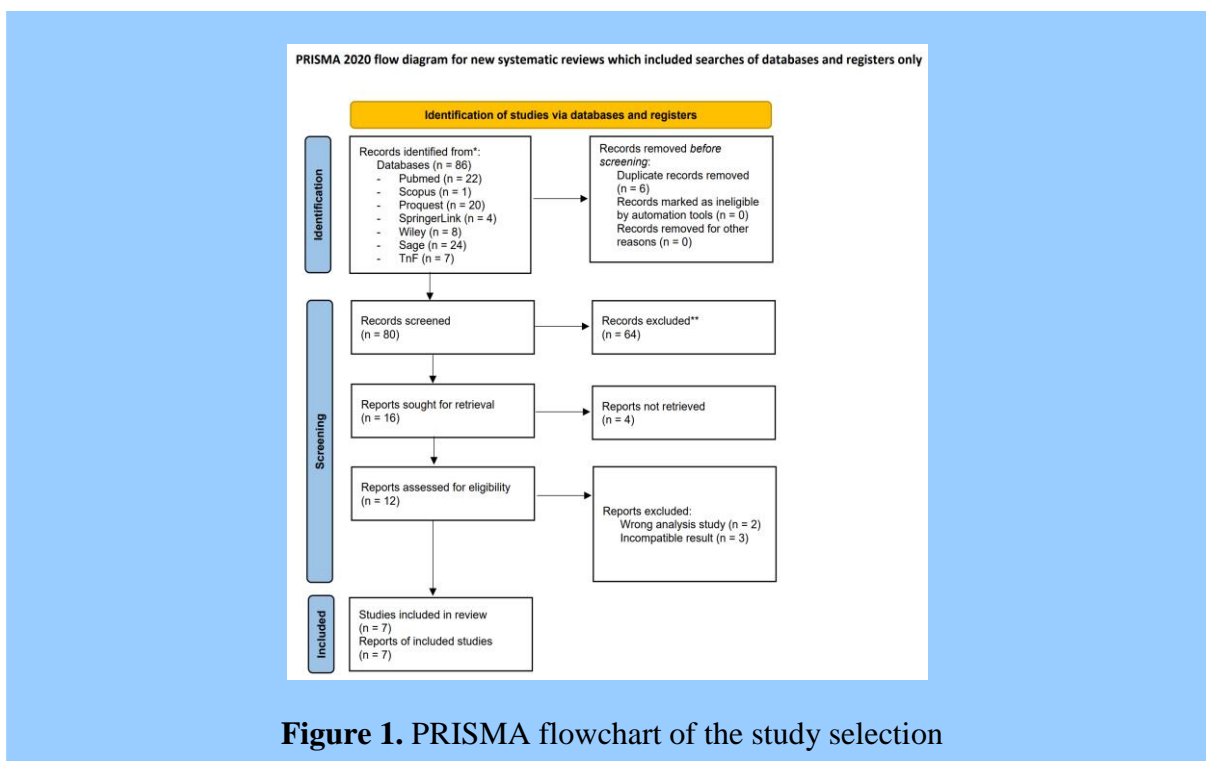 PRISMA 2020 flow diagram for new systematic reviews which included searches of databases and registers only
Identification of studies via databases and registers
Identification
Records identified from*:
Databases (n = 86)
- Pubmed (n = 22)
- Scopus (n = 1)
- Proquest (n = 20)
- SpringerLink (n = 4)
- Wiley (n = 8)
- Sage (n = 24)
- TnF (n = 7)
Records removed before
screening:
Duplicate records removed
(n = 6)
Records marked as ineligible
by automation tools (n = 0)
Records removed for other
reasons (n = 0)
Screening
Records screened
(n = 80)
Records excluded**
(n = 64)
Reports sought for retrieval
(n = 16)
Reports not retrieved
(n = 4)
Reports assessed for eligibility
(n = 12)
Reports excluded:
Wrong analysis study (n = 2)
Incompatible result (n = 3)
Included
Studies included in review
(n = 7)
Reports of included studies
(n = 7)
Figure 1. PRISMA flowchart of the study selection